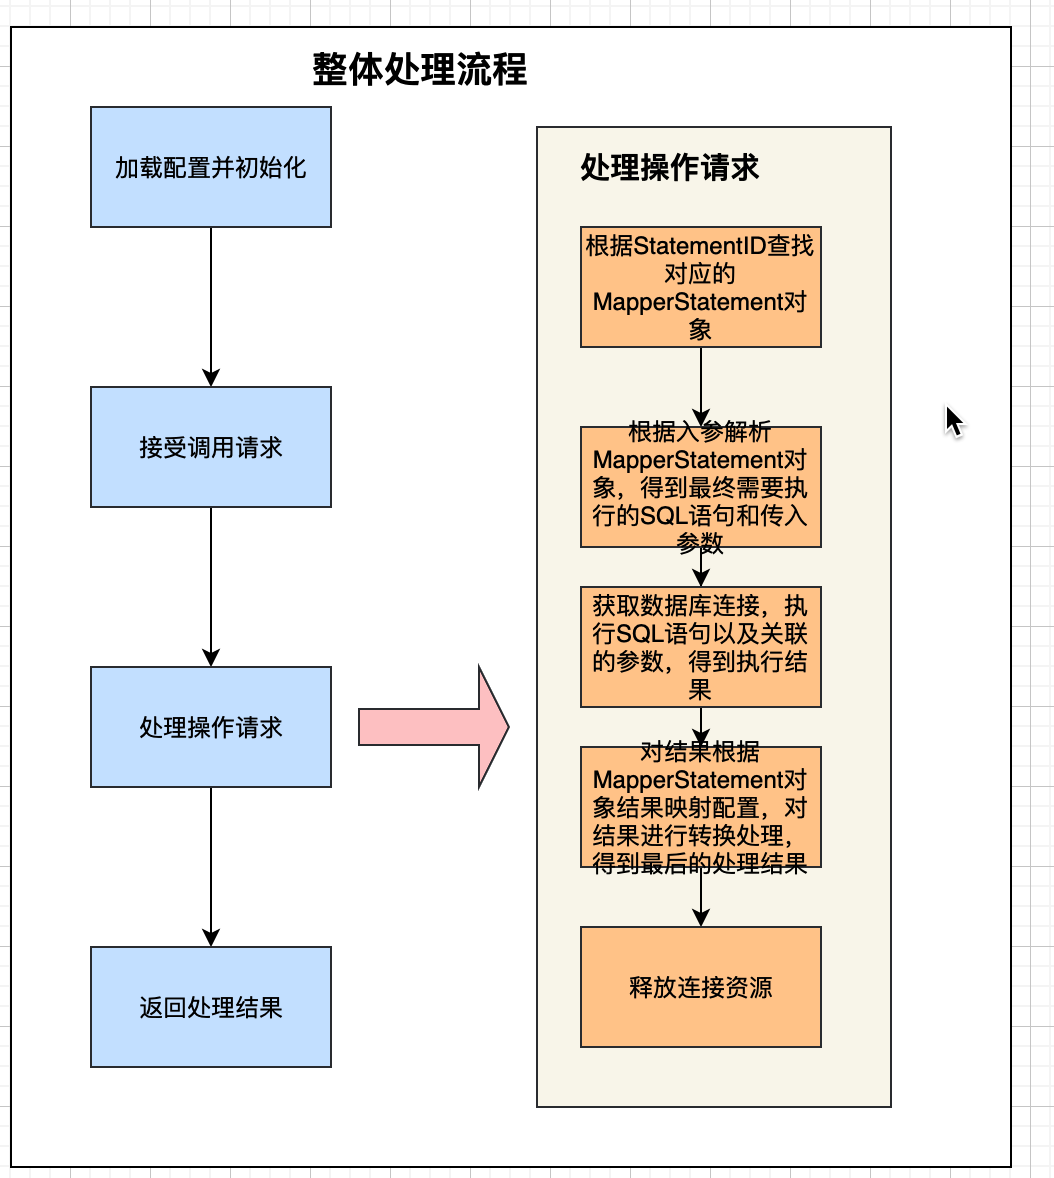 整体处理流程
加载配置并初始化
接受调用请求
处理操作请求
返回处理结果
处理操作请求
根据StatementID查找
对应的
MapperStatement对
象
根据入参解析
MapperStatement对
象，得到最终需要执
行的SQL语句和传入
参数
获取数据库连接，执
行SQL语句以及关联
的参数，得到执行结
果
对结果根据
MapperStatement对
象结果映射配置，对
结果进行转换处理，
得到最后的处理结果
释放连接资源